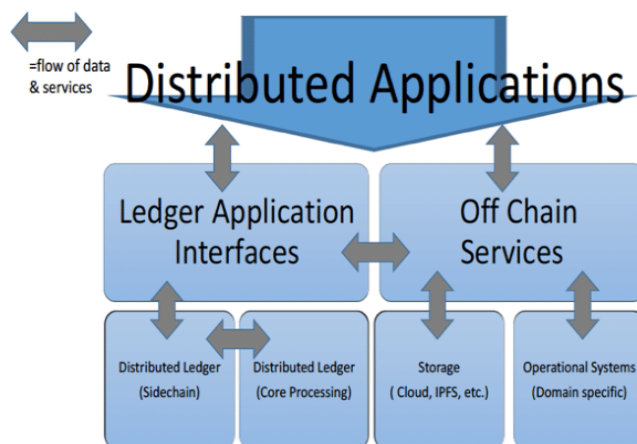 =flow of data
& services
Distributed Applications
Ledger Application
Interfaces
Off Chain
Services
Distributed Ledger
(Sidechain)
Distributed Ledger
(Core Processing)
Storage
( Cloud, IPFS, etc.)
Operational Systems
(Domain specific)